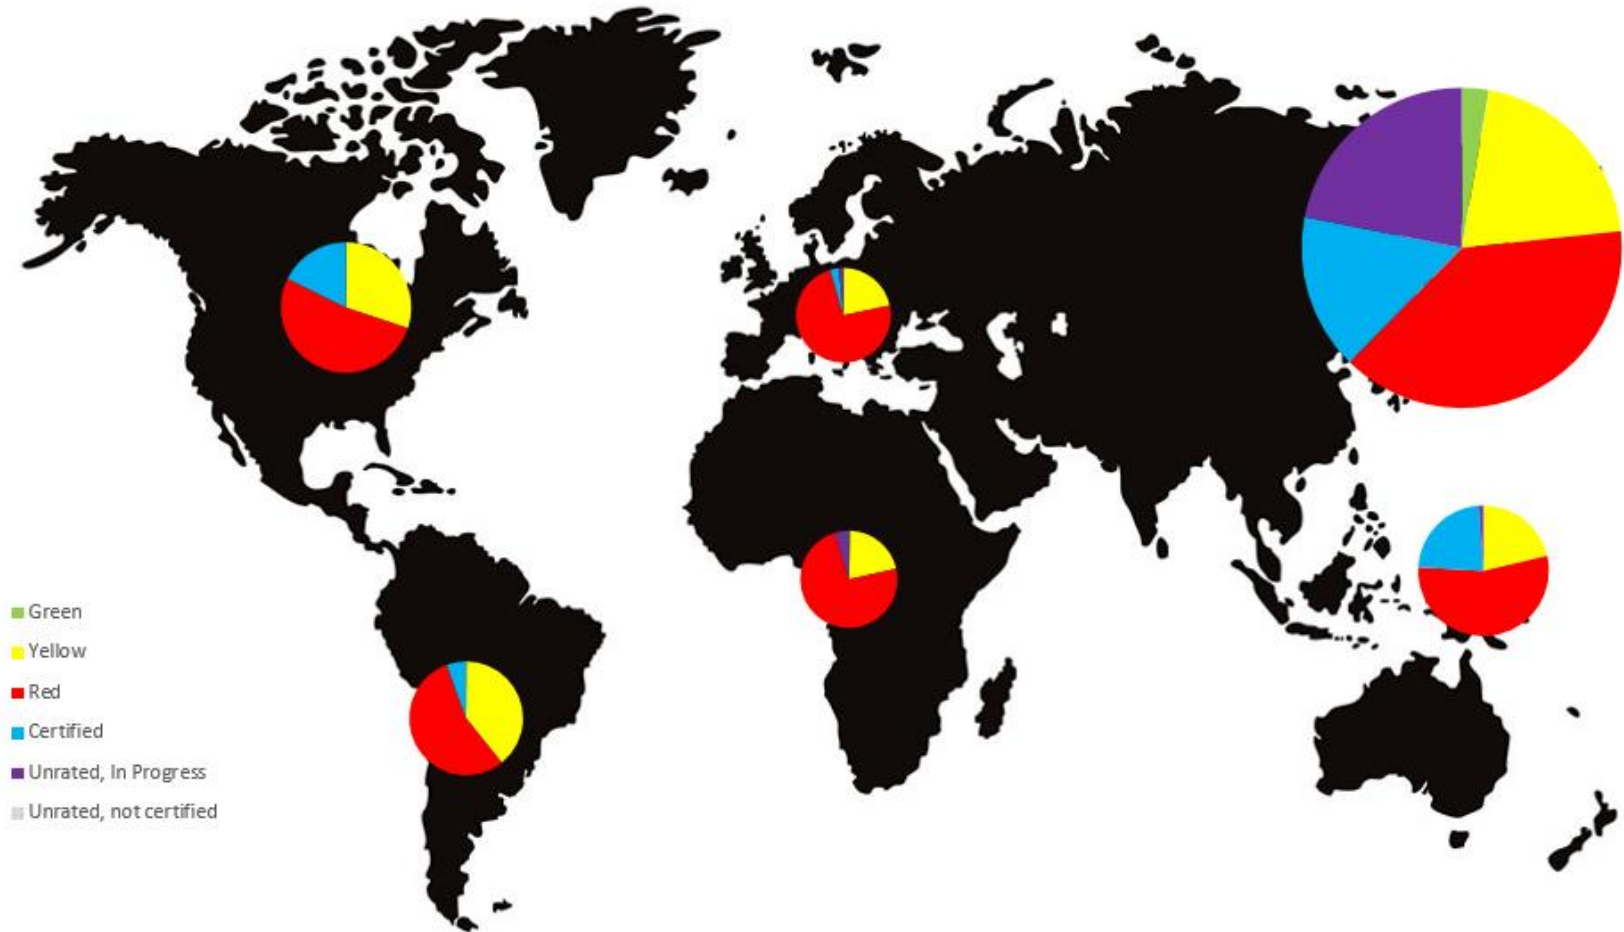 Green
Yellow
Red
Certified
Unrated, In Progress
Unrated, not certified